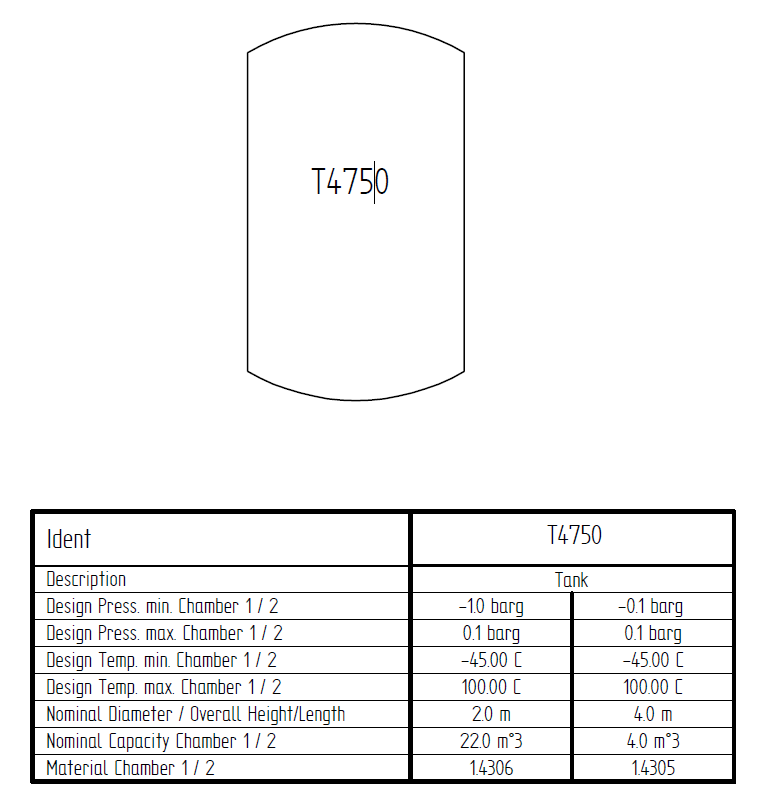 T4750
Ident T4750
Description Tank
Design Press. min. Chamber 1 / 2 -1.0 barg -0.1 barg
Design Press. max. Chamber 1 / 2 0.1 barg 0.1 barg
Design Temp. min. Chamber 1 / 2 -45.00 C -45.00 C
Design Temp. max. Chamber 1 / 2 100.00 C 100.00 C
Nominal Diameter / Overall Height/Length 2.0 m 4.0 m
Nominal Capacity Chamber 1 / 2 22.0 m°3 4.0 m°3
Material Chamber 1 / 2 1.4306 1.4305